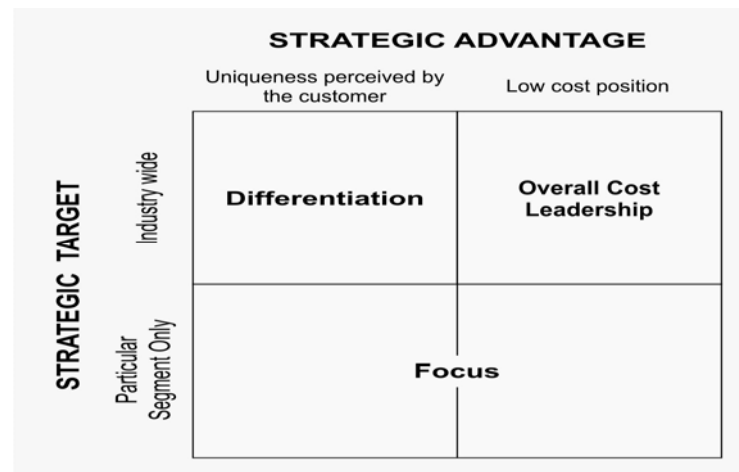 STRATEGIC ADVANTAGE
Uniqueness perceived by
the customer
Low cost position
STRATEGIC TARGET
Industry wide
Differentiation
Overall Cost
Leadership
Particular
Segment Only
Focus